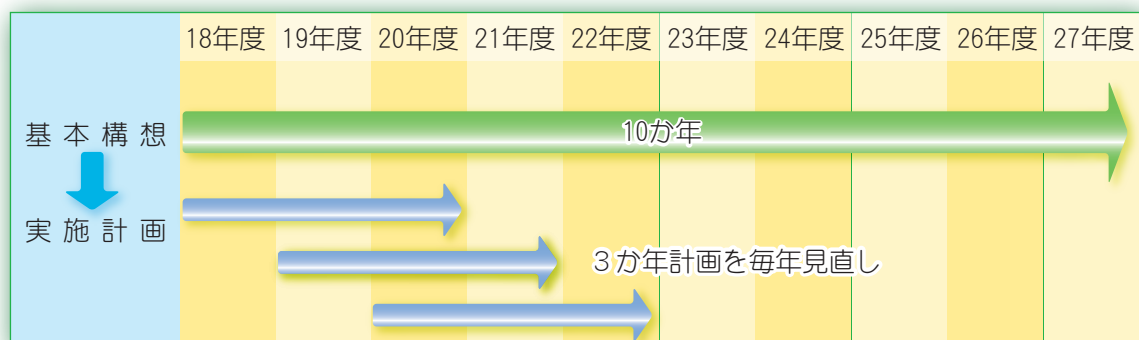 18年度 19年度 20年度 21年度 22年度 23年度 24年度 25年度 26年度 27年度
基本構想
10か年
実施計画
３か年計画を毎年見直し